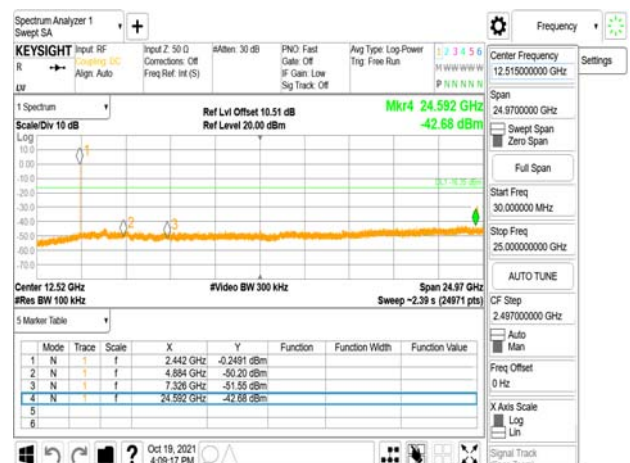 Spectrum Analyzer 1
Swept SA
Frequency
KEYSIGHT
R
Input: RF
Coupling: DC
Align: Auto
Input Z: 50 Ω
Corrections: Off
Freq Ref: Int (S)
#Atten: 30 dB
PNO: Fast
Gate: Off
IF Gain: Low
Sig Track: Off
Avg Type: Log-Power
Trig: Free Run
1 2 3 4 5 6
M W W W W W
P N N N N N
1 Spectrum
Scale/Div 10 dB
Ref Lvl Offset 10.51 dB
Ref Level 20.00 dBm
Mkr4 24.592 GHz
-42.68 dBm
Log
10.0
0.00
-10.0
-20.0
-30.0
-40.0
-50.0
-60.0
-70.0
1
2
3
Center 12.52 GHz
#Res BW 100 kHz
#Video BW 300 kHz
Span 24.97 GHz
Sweep ~2.39 s (24971 pts)
5 Marker Table
Mode Trace Scale X Y Function Function Width Function Value
1 N 1 f 2.442 GHz -0.2491 dBm
2 N 1 f 4.884 GHz -50.20 dBm
3 N 1 f 7.326 GHz -51.55 dBm
4 N 1 f 24.592 GHz -42.68 dBm
5
6
?
Oct 19, 2021
4:09:17 PM
Center Frequency
12.515000000 GHz
Settings
Span
24.9700000 GHz
Swept Span
Zero Span
Full Span
Start Freq
30.000000 MHz
Stop Freq
25.000000000 GHz
AUTO TUNE
CF Step
2.497000000 GHz
Auto
Man
Freq Offset
0 Hz
X Axis Scale
Log
Lin
Signal Track